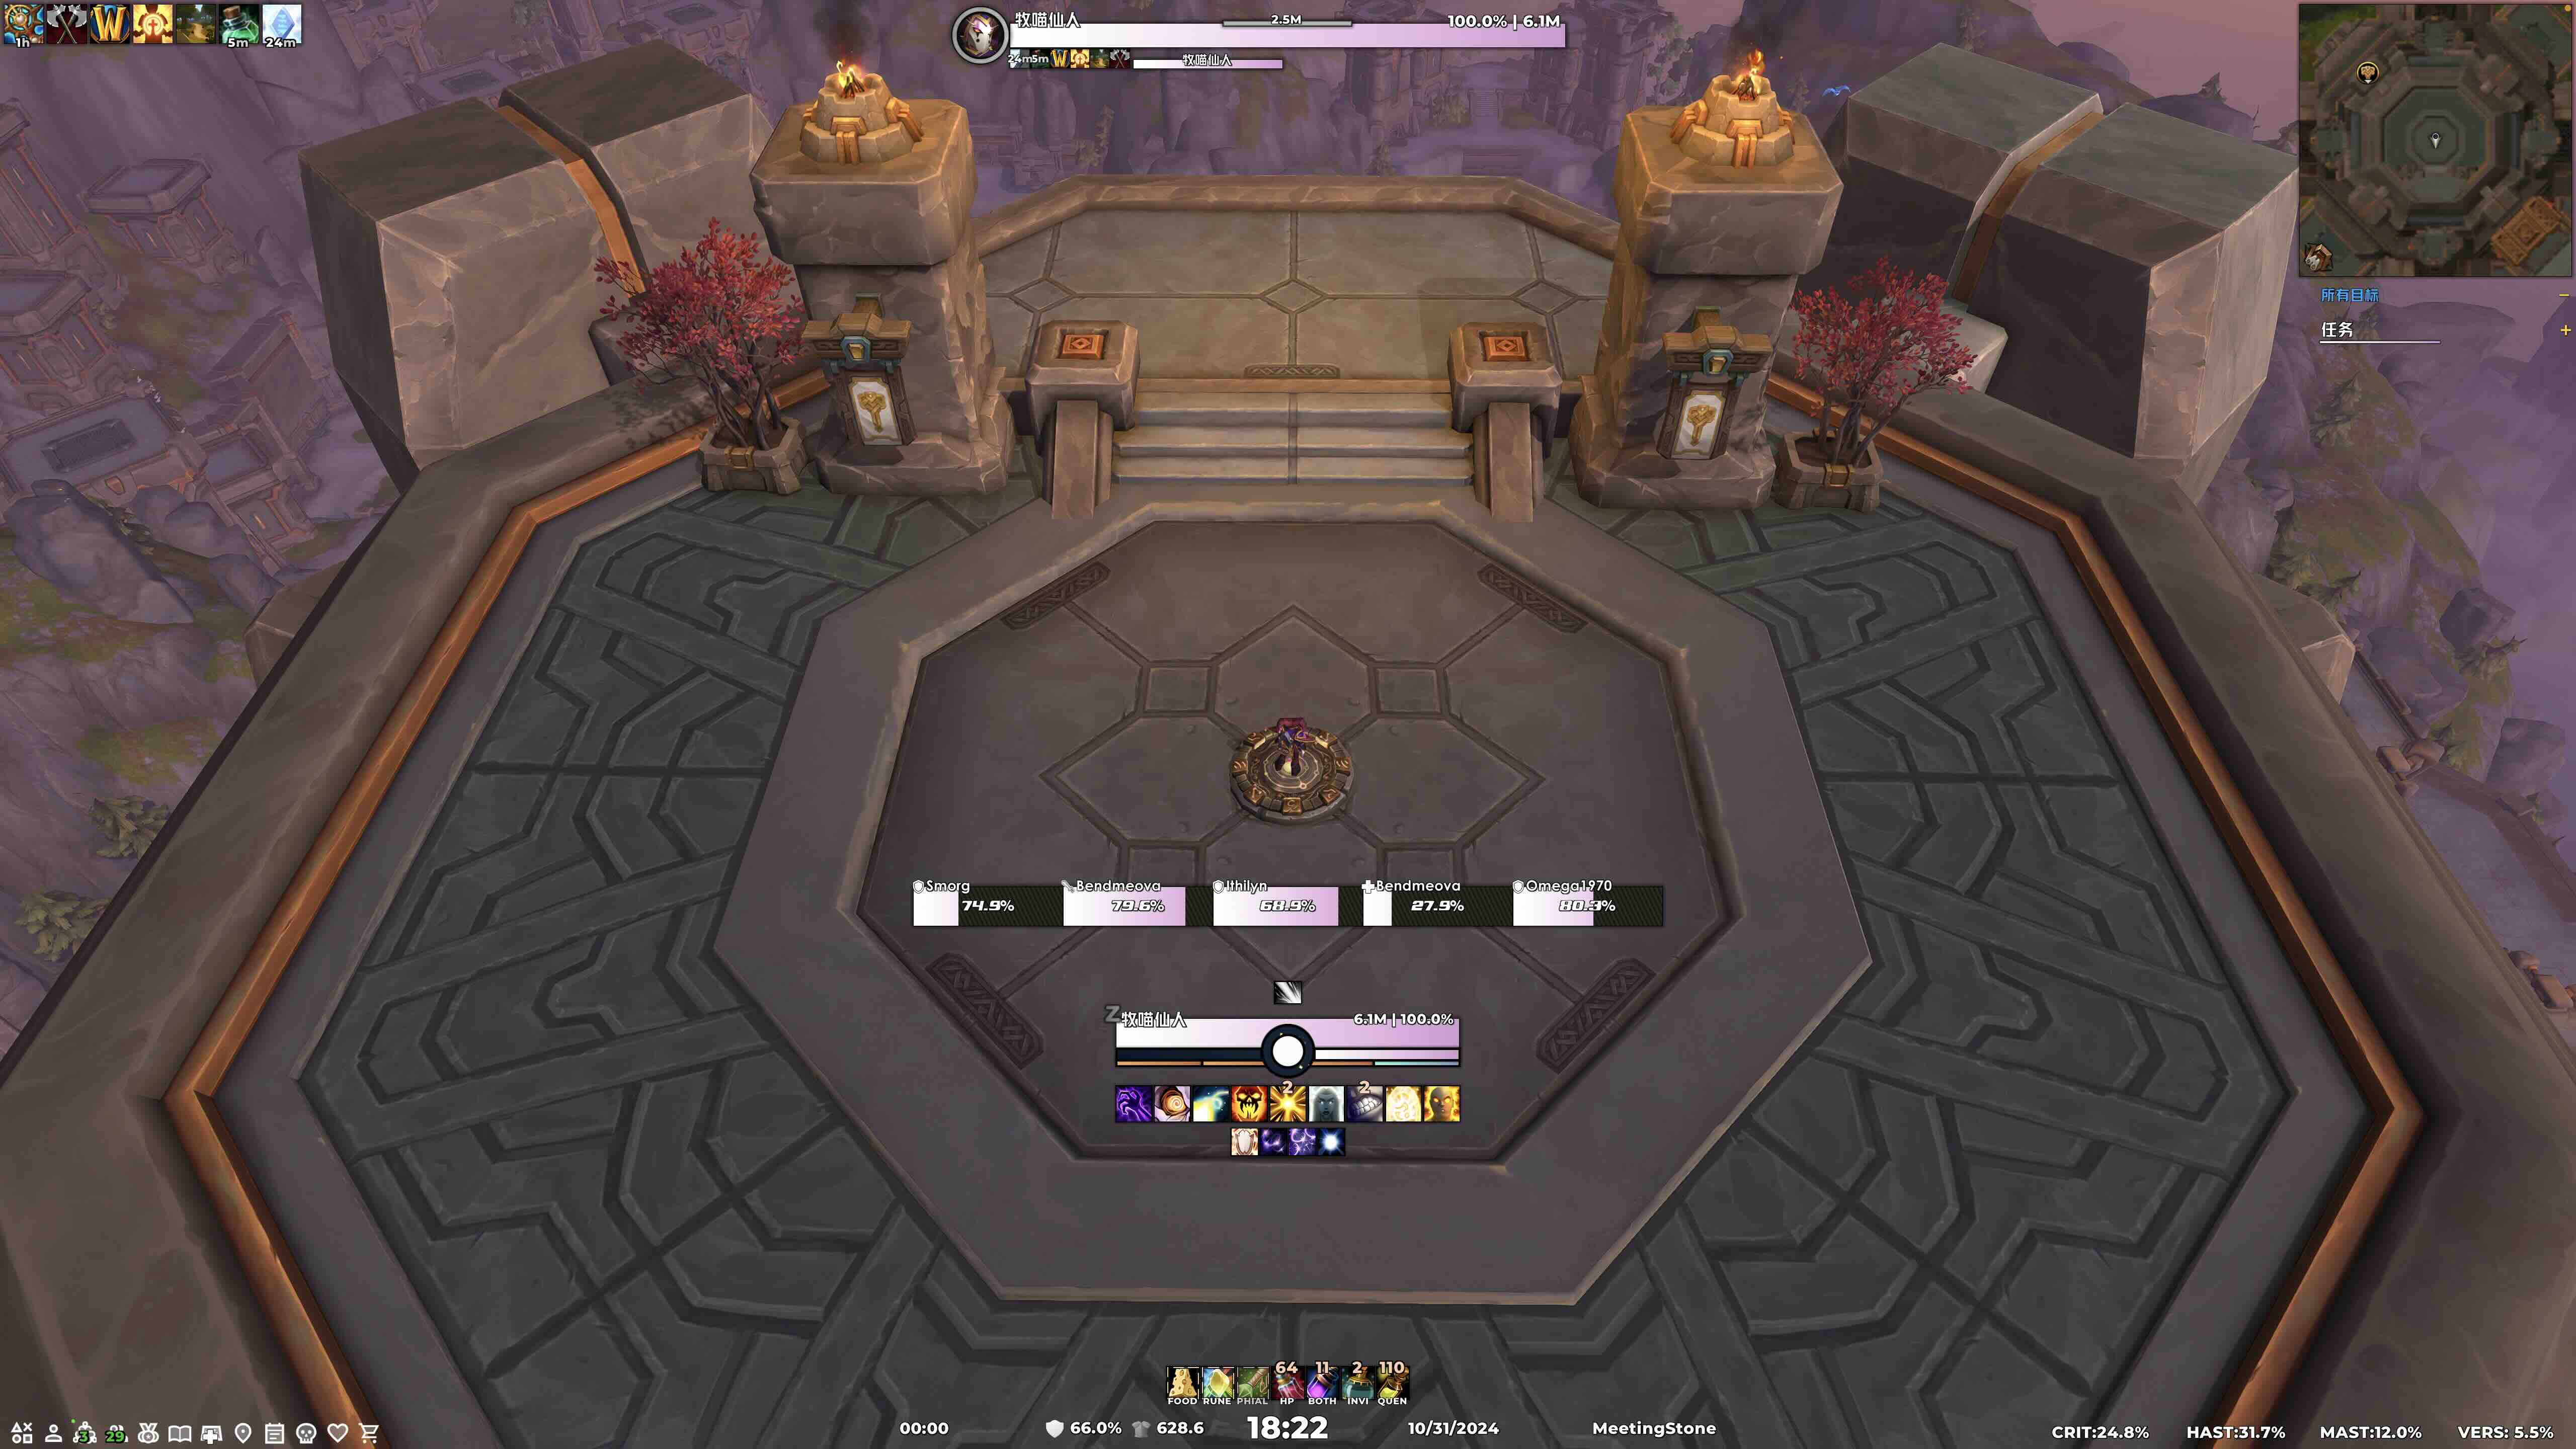 1h
5m
24m
牧喵仙人
2.5M
100.0% | 6.1M
24m5m
牧喵仙人
所有目标
任务
Smorg
Bendmeova
Ithilyn
Bendmeova
Omega1970
74.9%
79.6%
68.9%
27.9%
80.3%
Z
牧喵仙人
6.1M | 100.0%
2
2
64
11
2
110
FOOD
RUNE
PHIAL
HP
BOTH
INVI
QUEN
3
29
00:00
66.0%
628.6
18:22
10/31/2024
MeetingStone
CRIT:24.8%
HAST:31.7%
MAST:12.0%
VERS: 5.5%